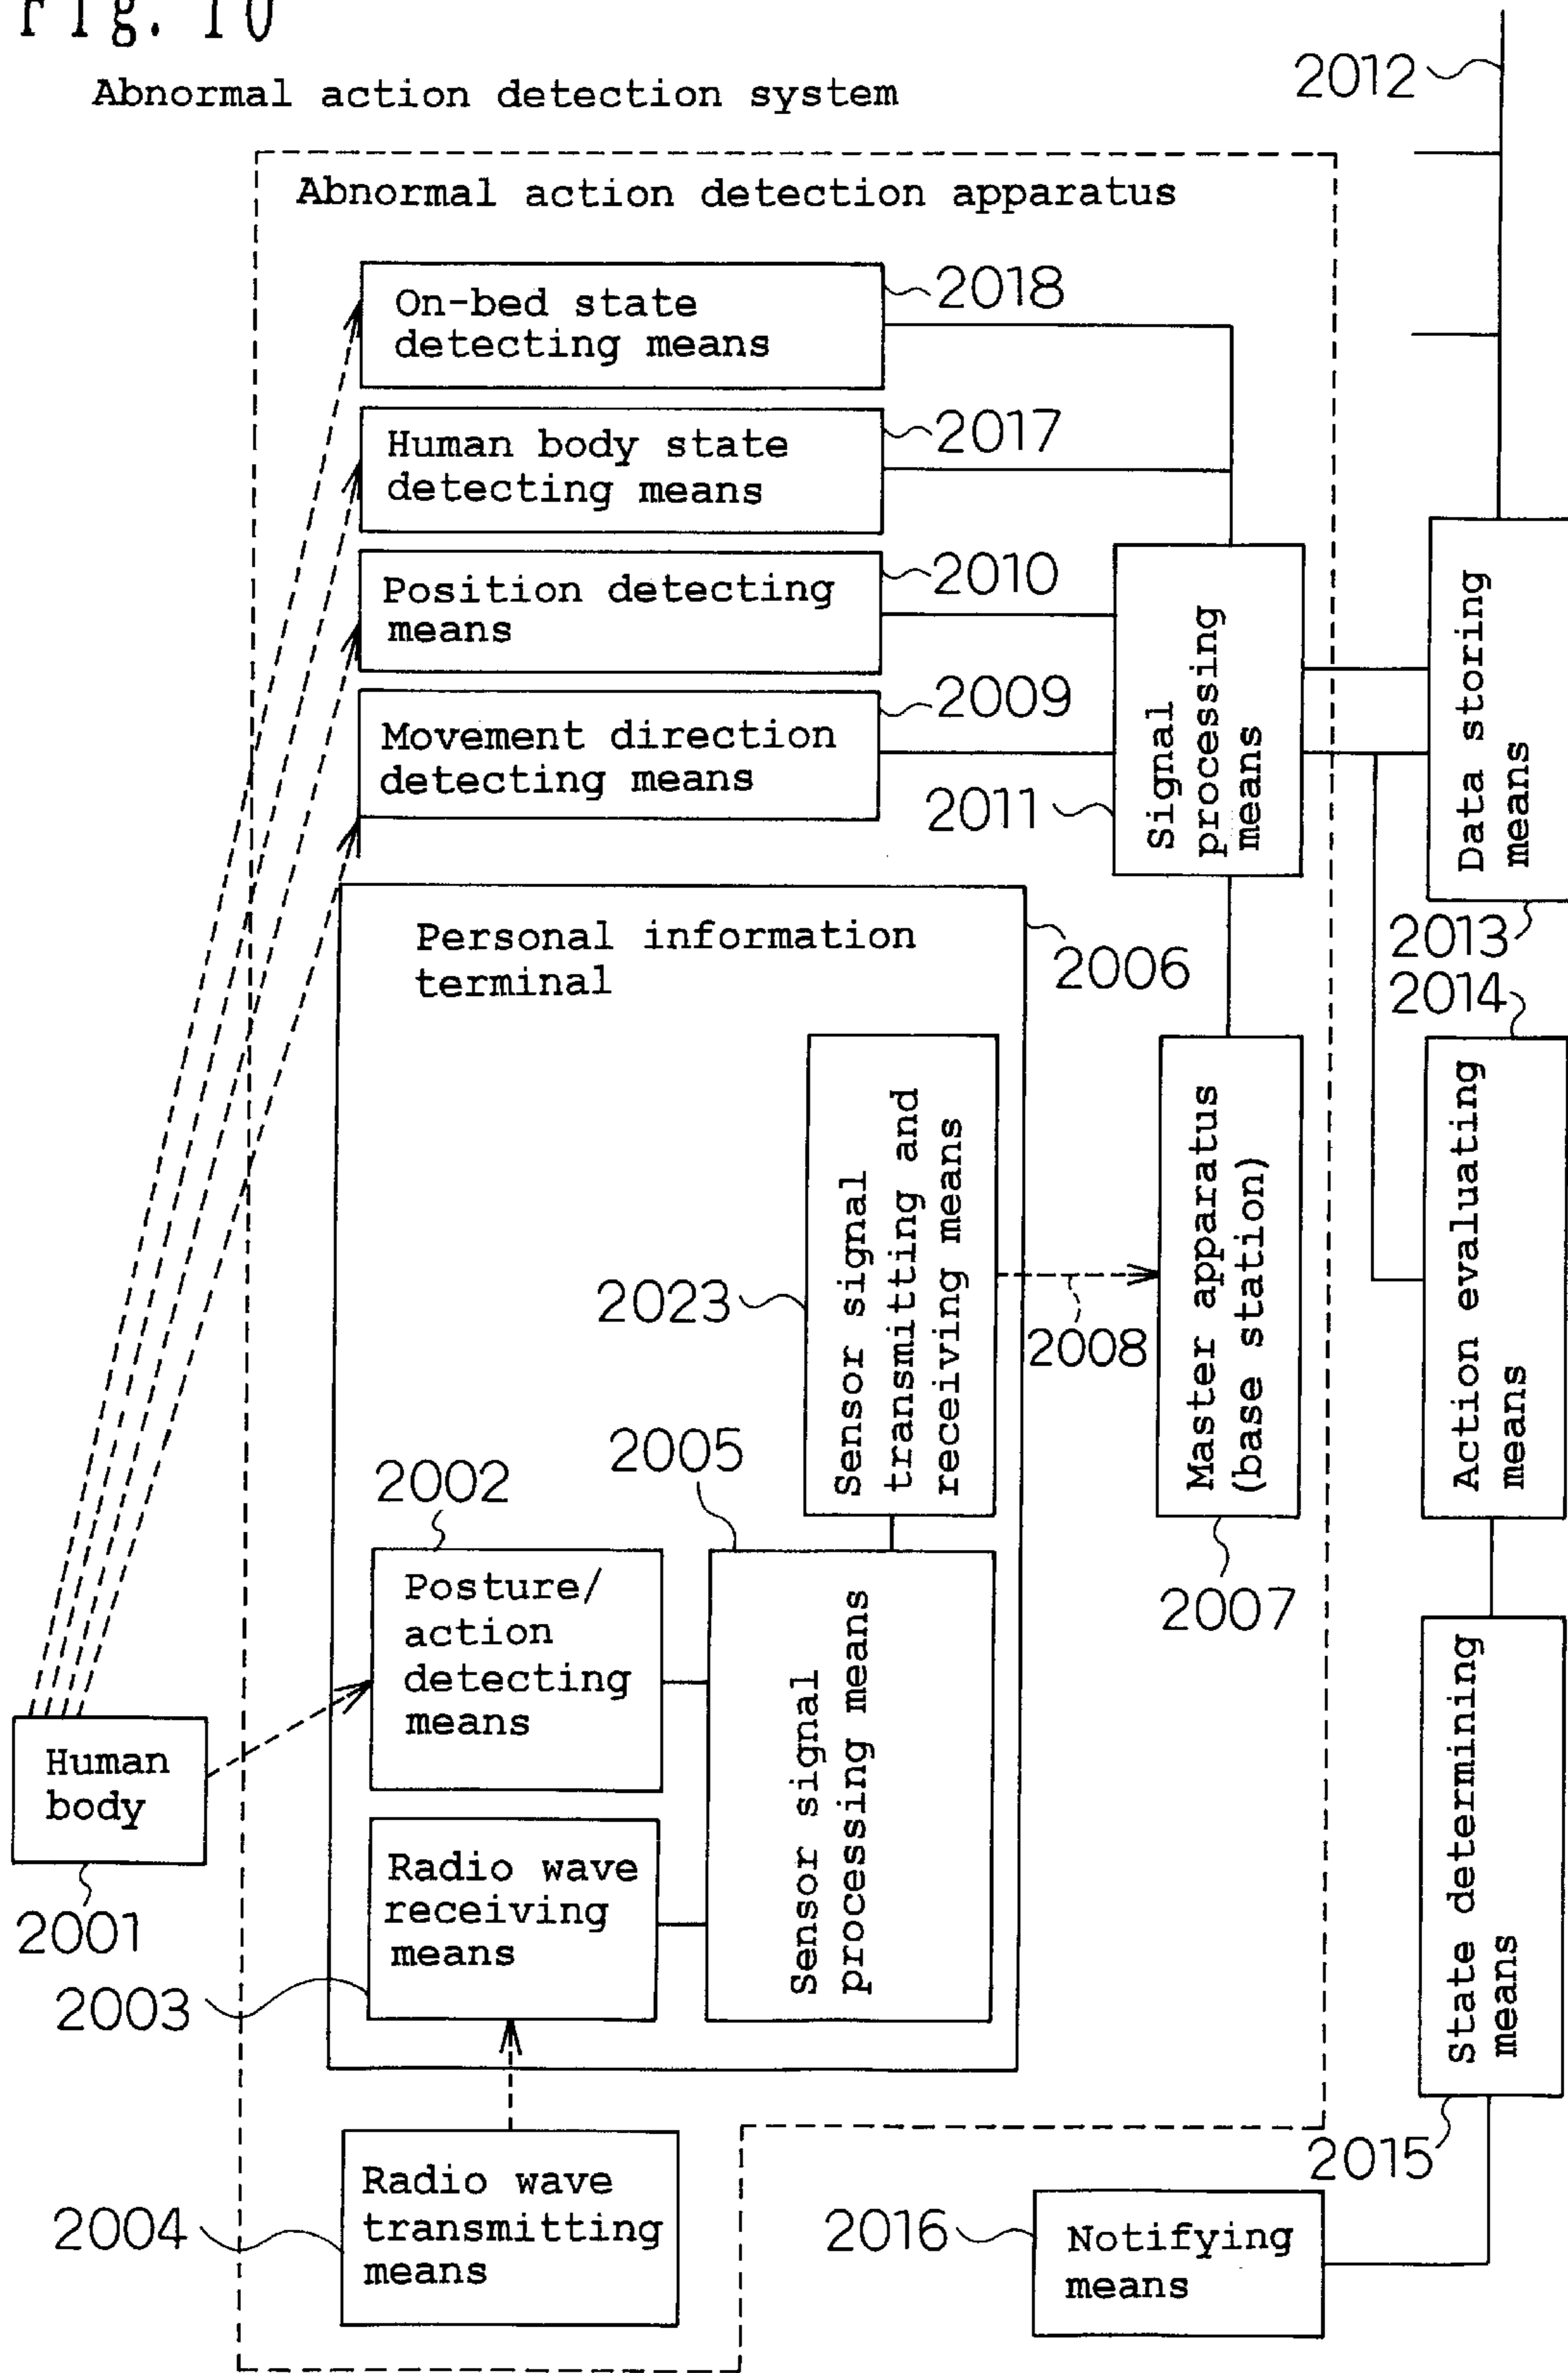 Fig. 10
Abnormal action detection system
2012
Abnormal action detection apparatus
On-bed state
detecting means
2018
Human body state
detecting means
2017
Position detecting
means
2010
Movement direction
detecting means
2009
2011
Signal
processing
means
Data storing
means
2013
Personal information
terminal
2006
2014
Sensor signal
transmitting and
receiving means
2023
2008
Master apparatus
(base station)
2007
Action evaluating
means
2002
2005
Posture/
action
detecting
means
Sensor signal
processing means
Human
body
2001
Radio wave
receiving
means
2003
State determining
means
2015
Radio wave
transmitting
means
2004
2016
Notifying
means